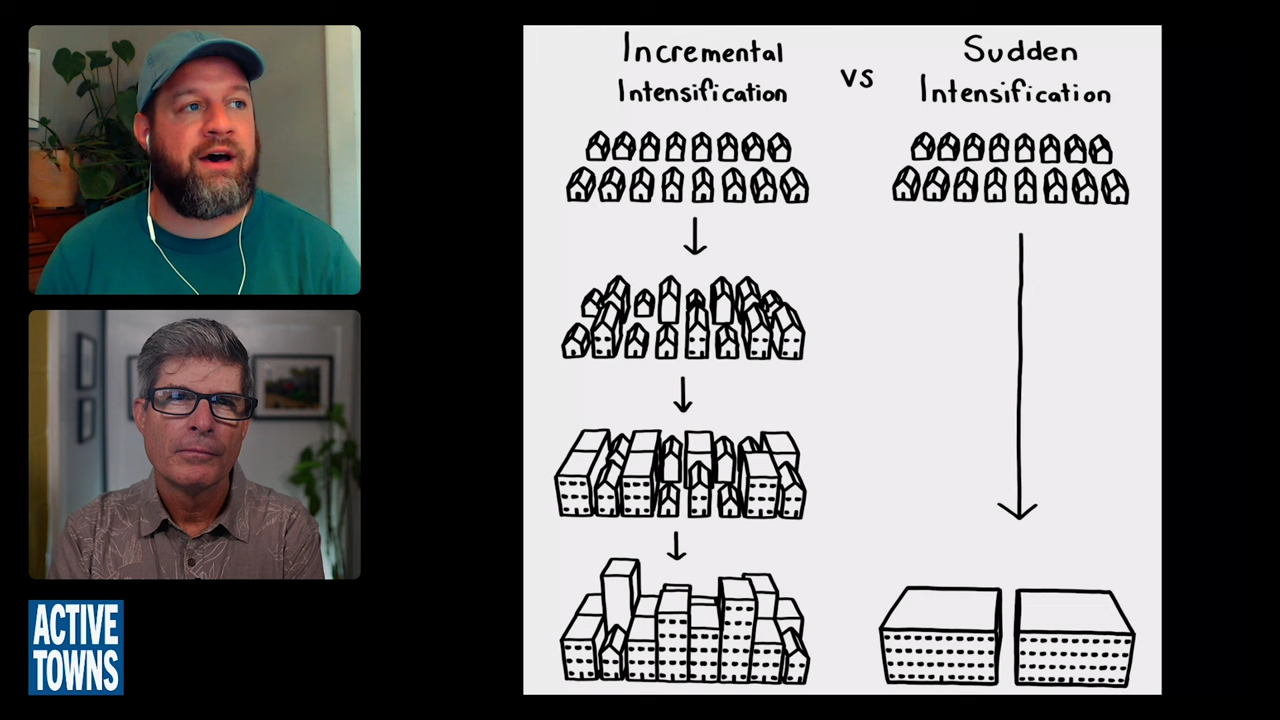 Incremental
Intensification
vs
Sudden
Intensification
ACTIVE
TOWNS